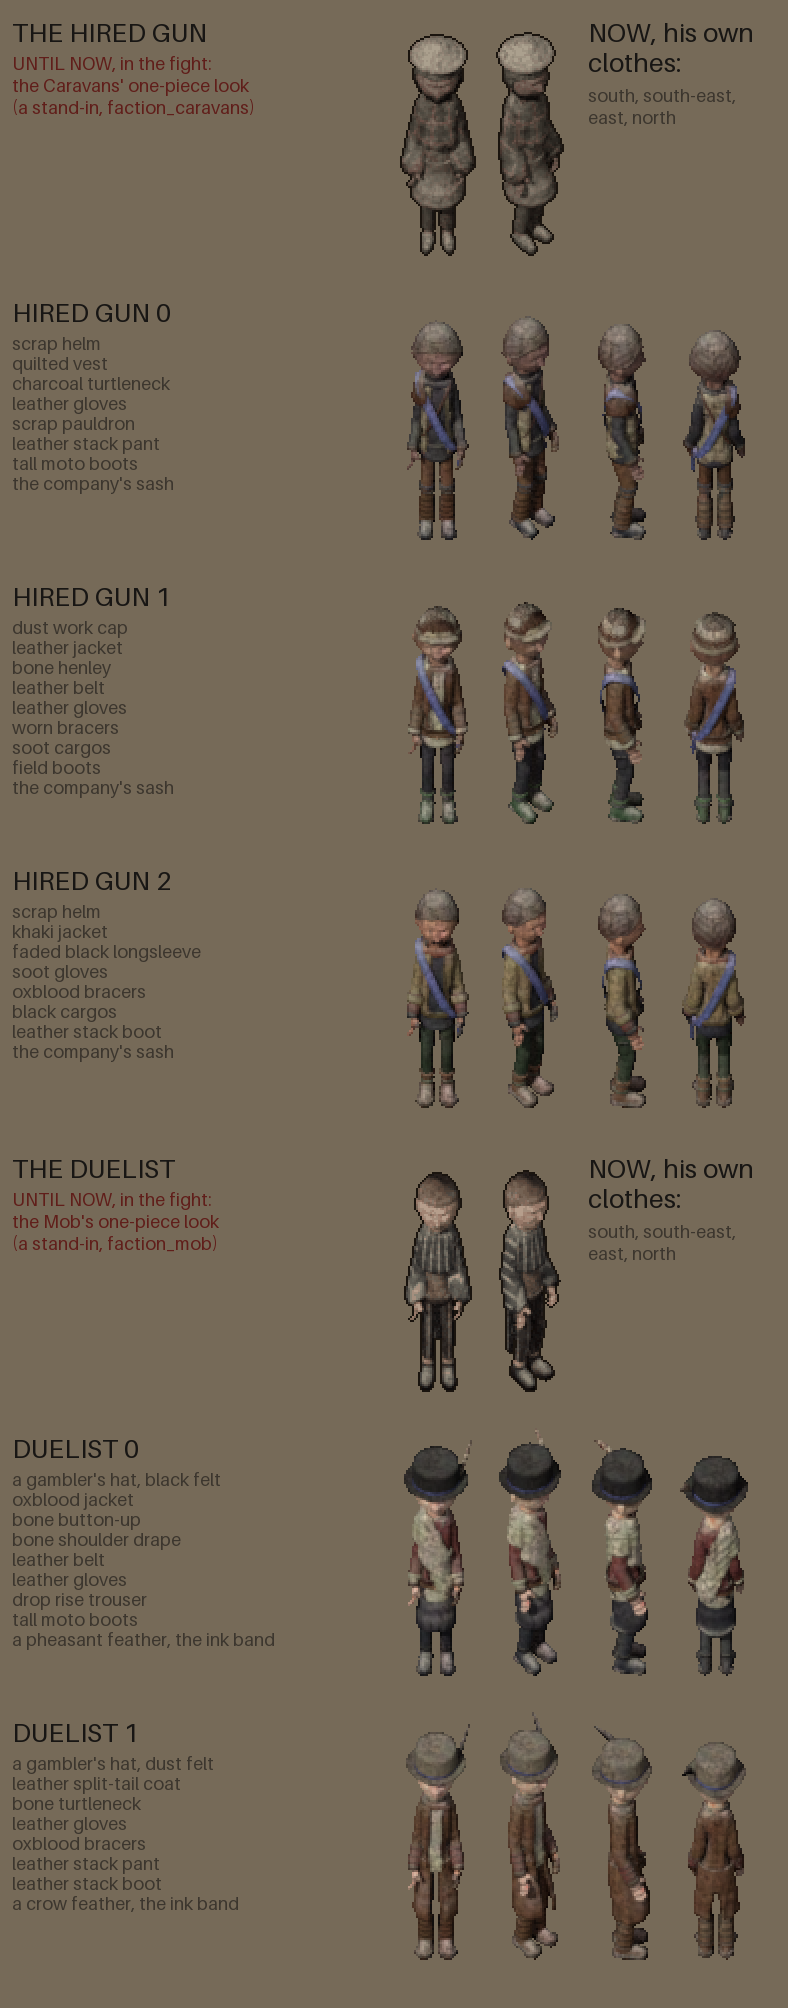 THE HIRED GUN
UNTIL NOW, in the fight:
the Caravans' one-piece look
(a stand-in, faction_caravans)
NOW, his own
clothes:
south, south-east,
east, north
HIRED GUN 0
scrap helm
quilted vest
charcoal turtleneck
leather gloves
scrap pauldron
leather stack pant
tall moto boots
the company's sash
HIRED GUN 1
dust work cap
leather jacket
bone henley
leather belt
leather gloves
worn bracers
soot cargos
field boots
the company's sash
HIRED GUN 2
scrap helm
khaki jacket
faded black longsleeve
soot gloves
oxblood bracers
black cargos
leather stack boot
the company's sash
THE DUELIST
UNTIL NOW, in the fight:
the Mob's one-piece look
(a stand-in, faction_mob)
NOW, his own
clothes:
south, south-east,
east, north
DUELIST 0
a gambler's hat, black felt
oxblood jacket
bone button-up
bone shoulder drape
leather belt
leather gloves
drop rise trouser
tall moto boots
a pheasant feather, the ink band
DUELIST 1
a gambler's hat, dust felt
leather split-tail coat
bone turtleneck
leather gloves
oxblood bracers
leather stack pant
leather stack boot
a crow feather, the ink band